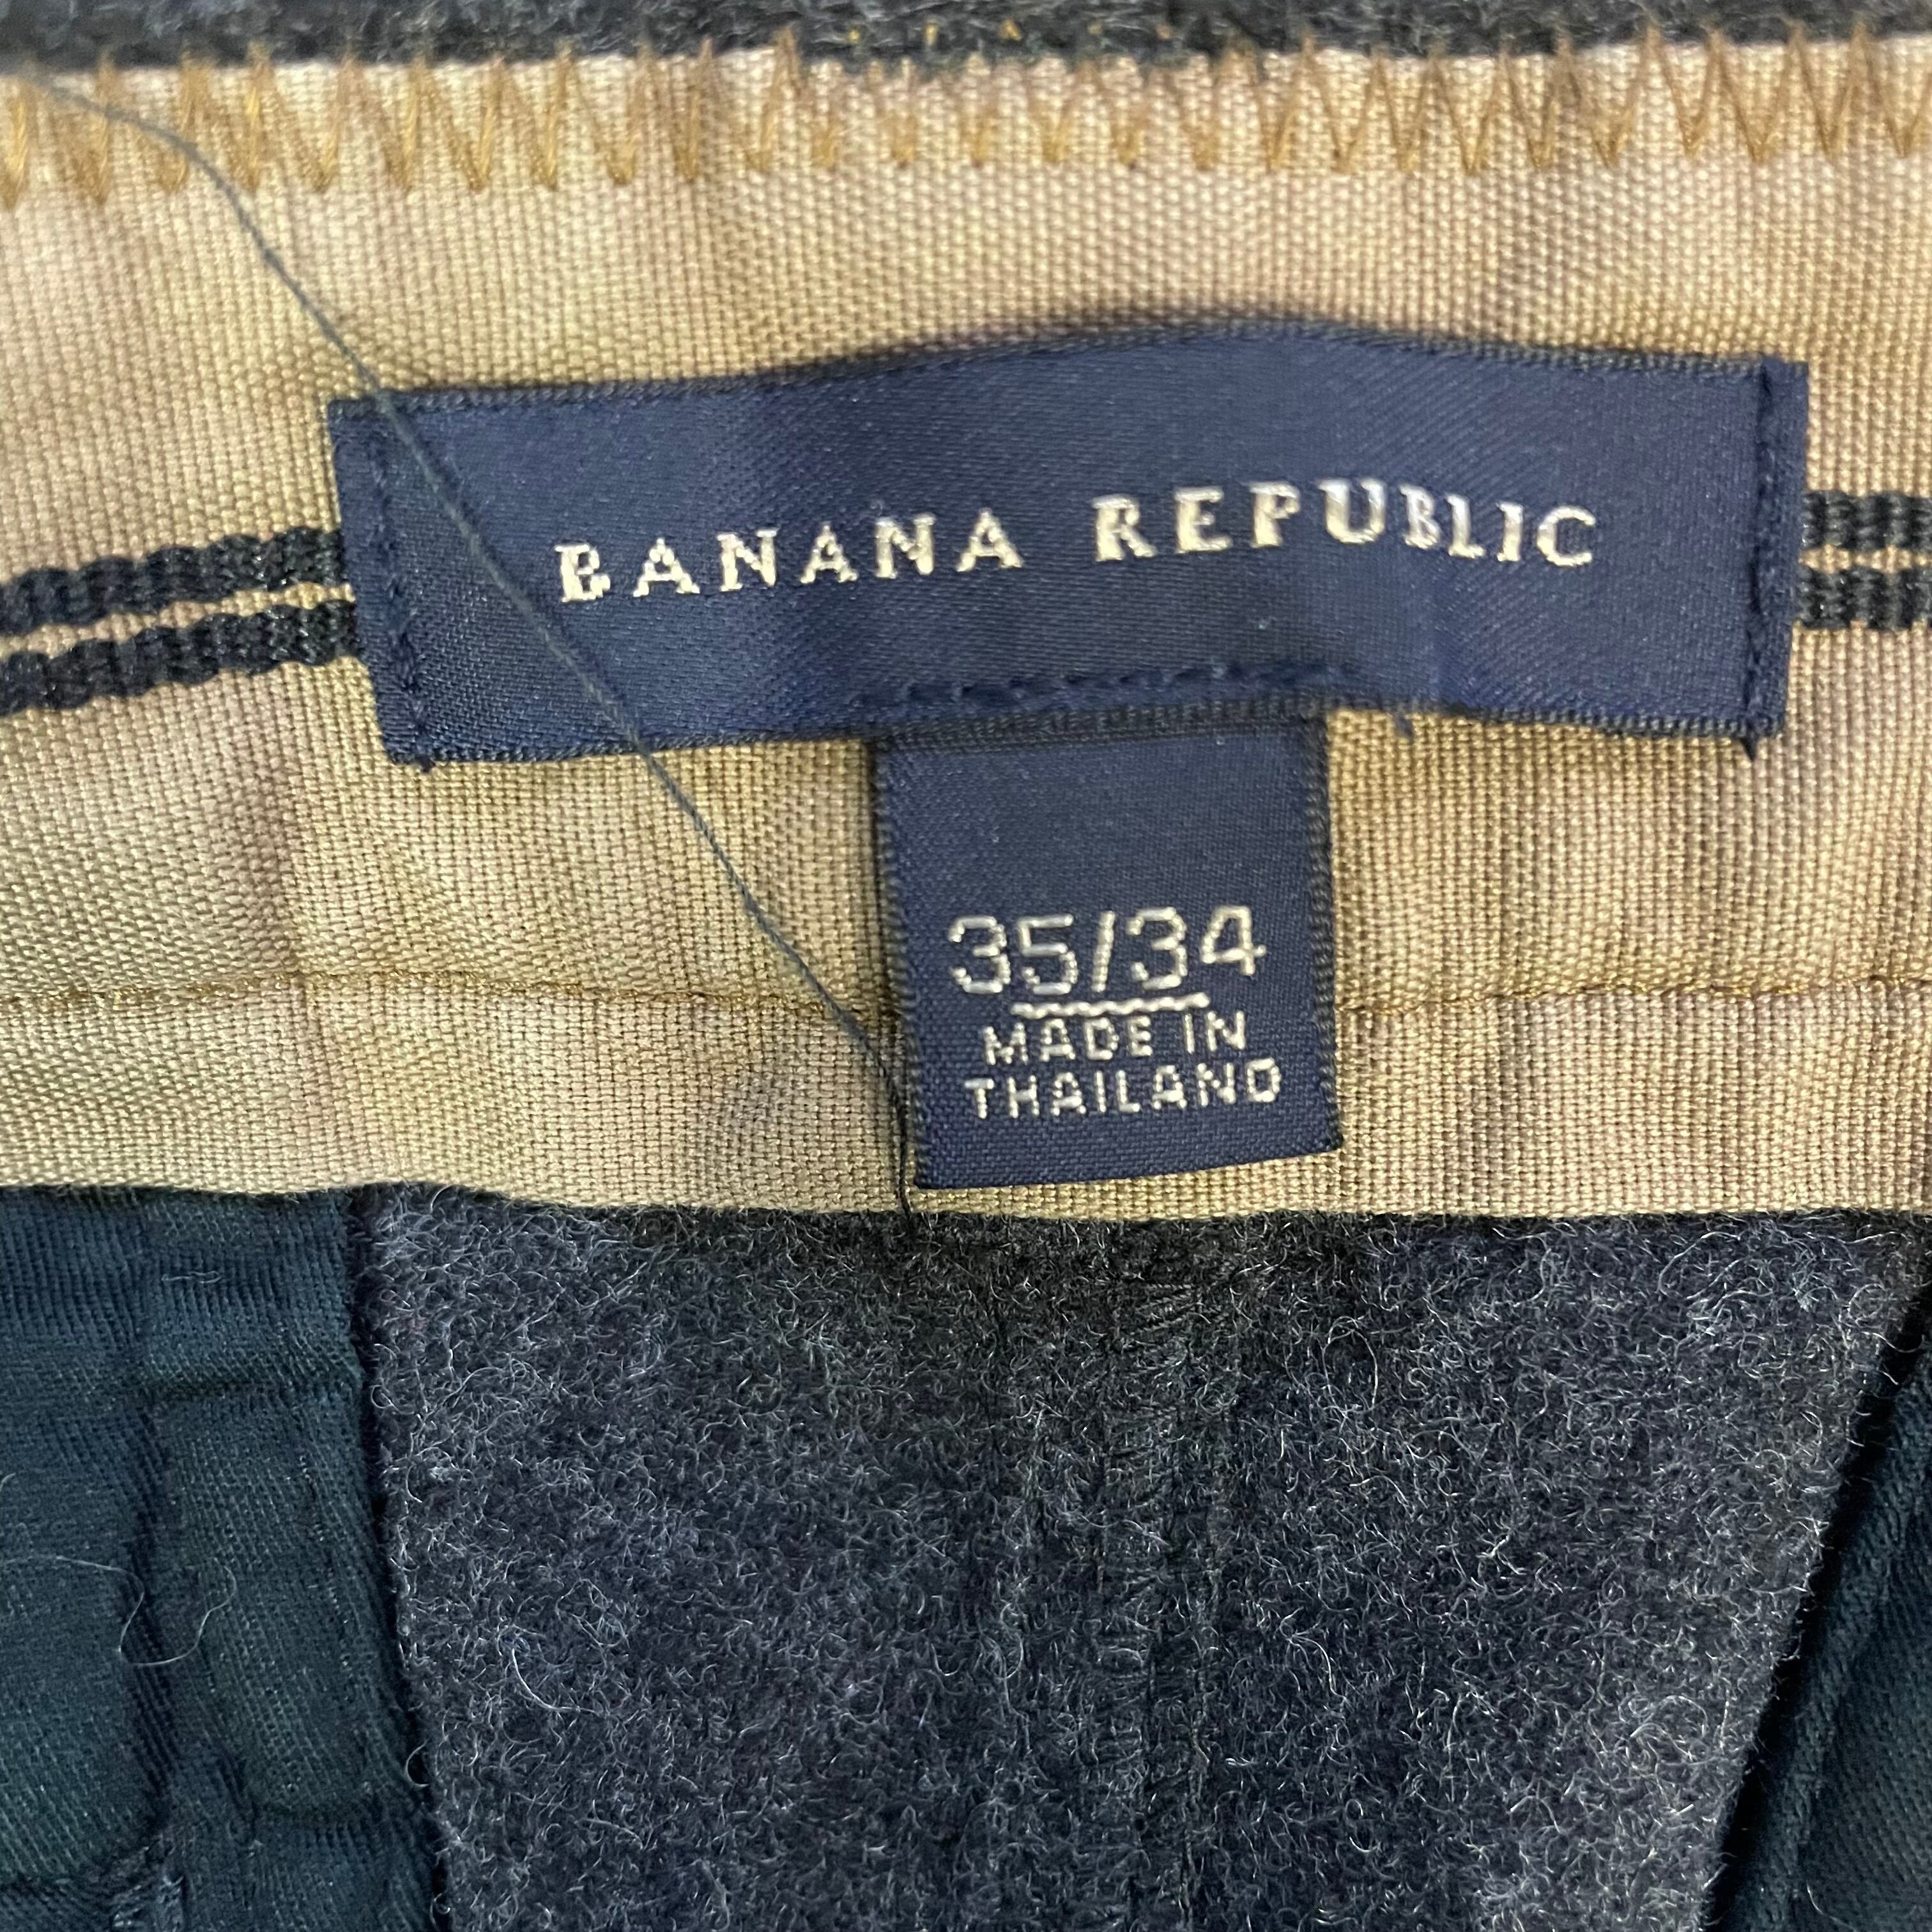 BANANA REPUBLIC
35/34
MADE IN
THAILAND